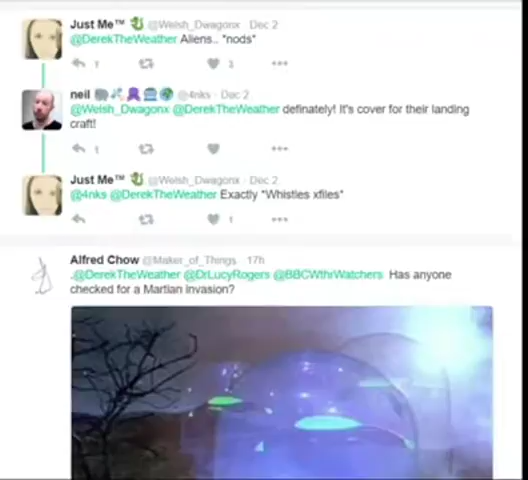 Just Me™ @Welsh_Dwagonx · Dec 2
@DerekTheWeather Aliens.. *nods*
1 2
neil @4nks · Dec 2
@Welsh_Dwagonx @DerekTheWeather definately! It's cover for their landing
craft!
1
Just Me™ @Welsh_Dwagonx · Dec 2
@4nks @DerekTheWeather Exactly *Whistles xfiles*
1
Alfred Chow @Maker_of_Things · 17h
.@DerekTheWeather @DrLucyRogers @BBCWthrWatchers Has anyone
checked for a Martian invasion?